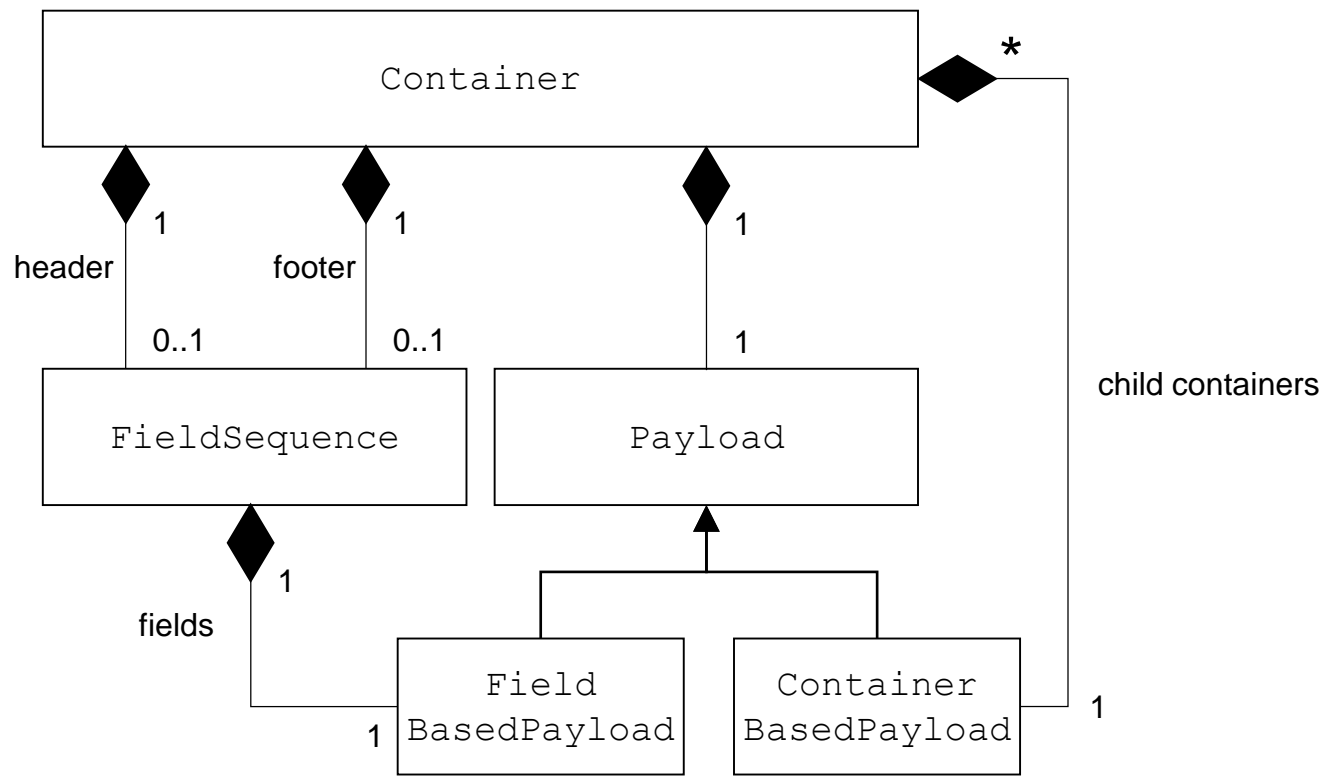 Container
*
1
1
1
header
footer
0..1
0..1
1
child containers
FieldSequence
Payload
1
fields
Field
BasedPayload
Container
BasedPayload
1
1